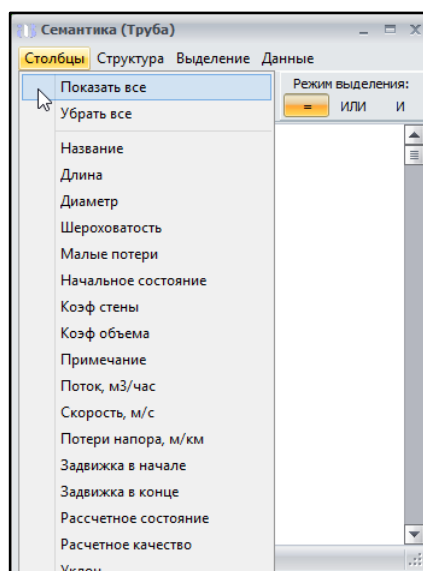 Семантика (Труба)
Столбцы Структура Выделение Данные
Показать все
Режим выделения:
Убрать все
= ИЛИ И
Название
Длина
Диаметр
Шероховатость
Малые потери
Начальное состояние
Коэф стены
Коэф объема
Примечание
Поток, м3/час
Скорость, м/с
Потери напора, м/км
Задвижка в начале
Задвижка в конце
Рассчетное состояние
Расчетное качество
Уклон